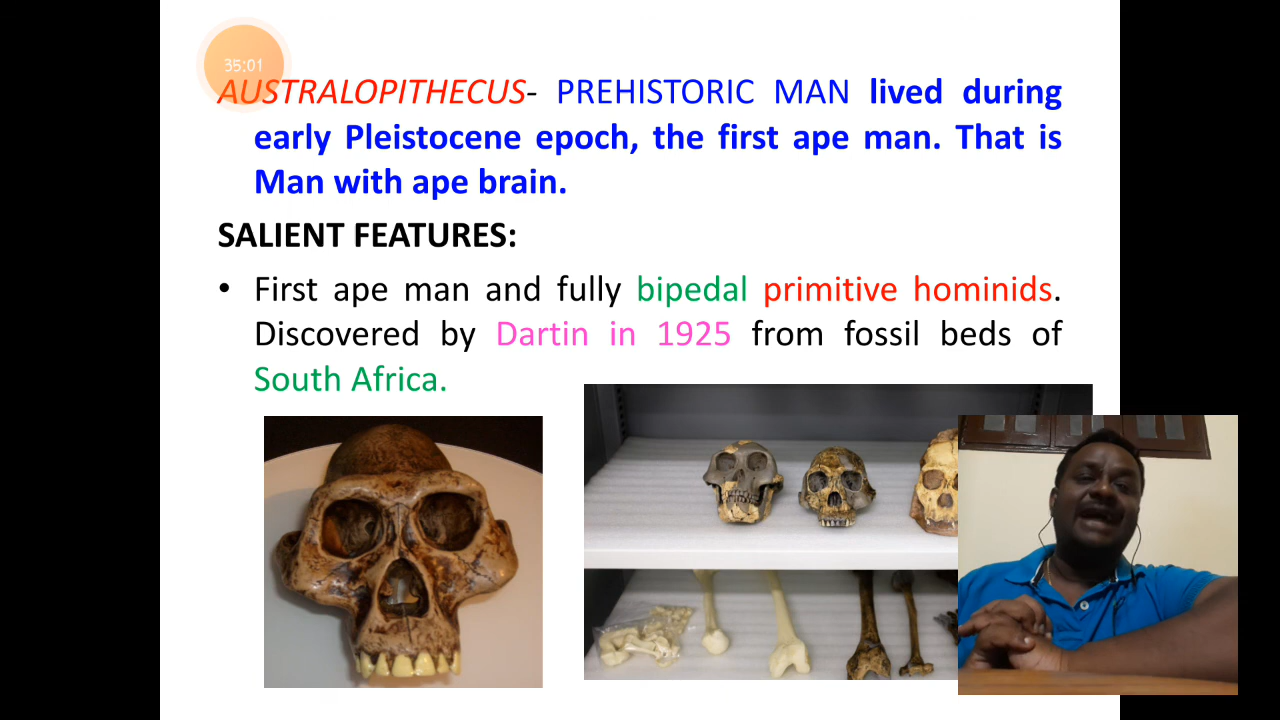 35:01
AUSTRALOPITHECUS- PREHISTORIC MAN lived during
early Pleistocene epoch, the first ape man. That is
Man with ape brain.
SALIENT FEATURES:
• First ape man and fully bipedal primitive hominids.
Discovered by Dartin in 1925 from fossil beds of
South Africa.